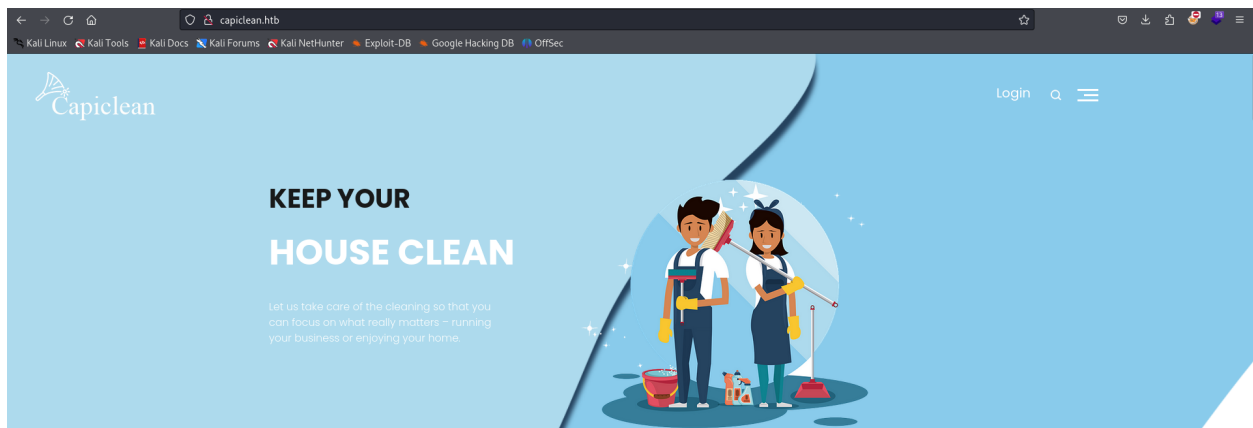 capiclean.htb
13
Kali Linux Kali Tools Kali Docs Kali Forums Kali NetHunter Exploit-DB Google Hacking DB OffSec
Capiclean
Login
KEEP YOUR
HOUSE CLEAN
Let us take care of the cleaning so that you
can focus on what really matters – running
your business or enjoying your home.